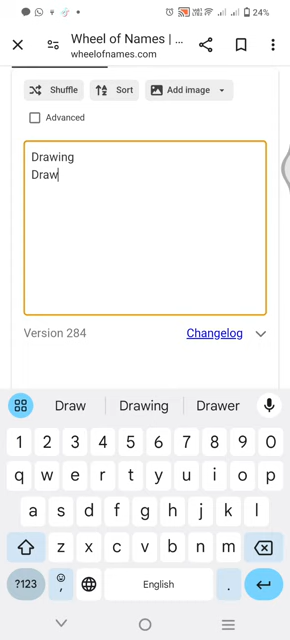 24%
Wheel of Names | ...
wheelofnames.com
Shuffle
Sort
Add image
Advanced
Drawing
Draw
Version 284
Changelog
Draw
Drawing
Drawer
1 2 3 4 5 6 7 8 9 0
q w e r t y u i o p
a s d f g h j k l
z x c v b n m
?123
,
English
.